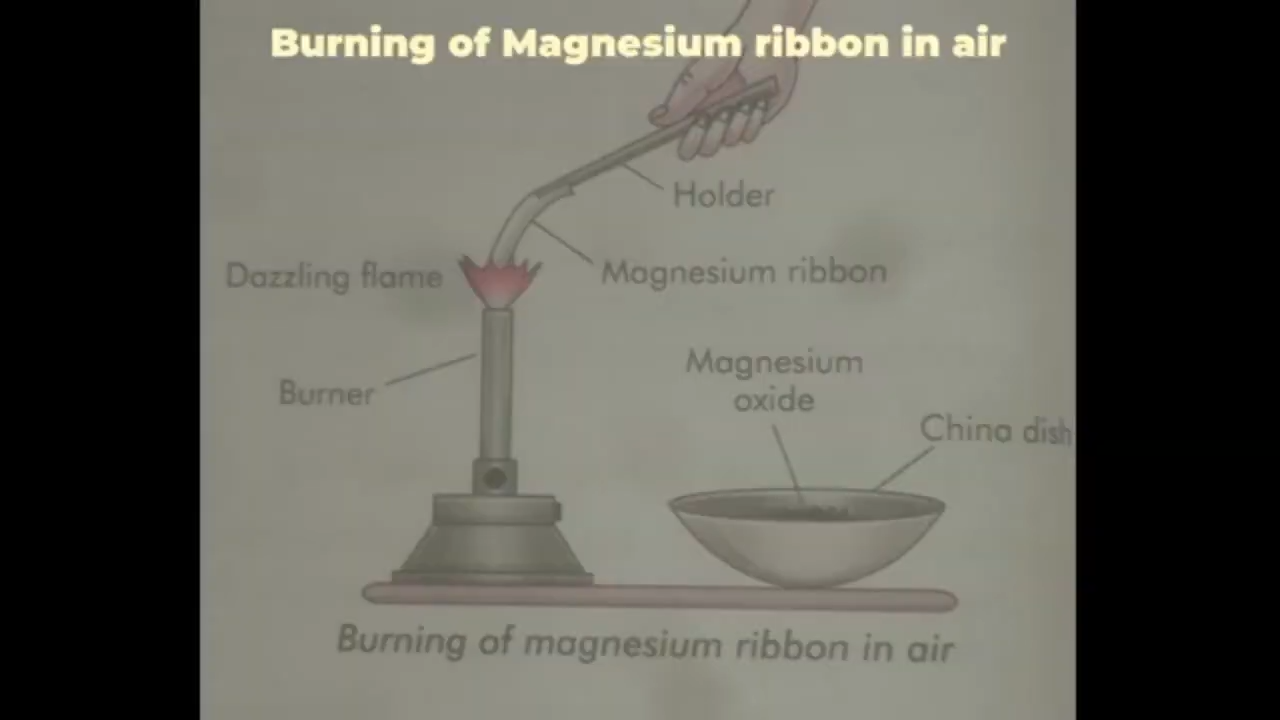 Burning of Magnesium ribbon in air
Holder
Dazzling flame
Magnesium ribbon
Magnesium
oxide
Burner
China dish
Burning of magnesium ribbon in air